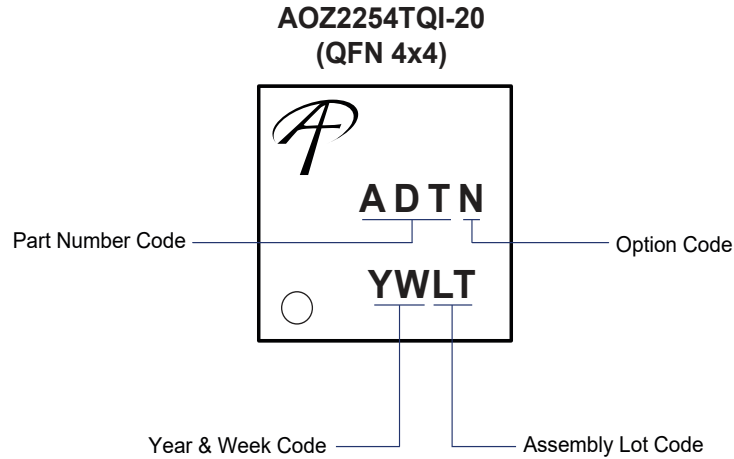 AOZ2254TQI-20
(QFN 4x4)
ADTN
Part Number Code
Option Code
YWLT
Year & Week Code
Assembly Lot Code